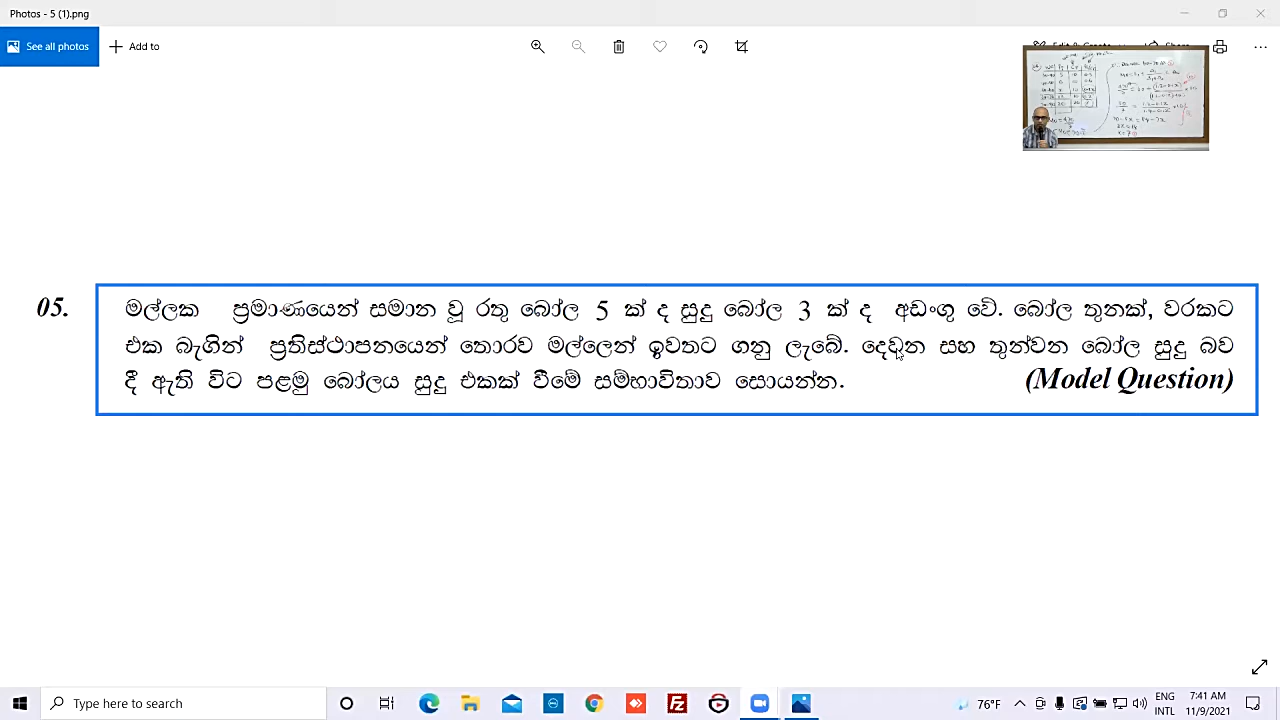 Photos - 5 (1).png
See all photos
Add to
05.
මල්ලක ප්‍රමාණයෙන් සමාන වූ රතු බෝල 5 ක් ද සුදු බෝල 3 ක් ද අඩංගු වේ. බෝල තුනක්, වරකට
එක බැගින් ප්‍රතිස්ථාපනයෙන් තොරව මල්ලෙන් ඉවතට ගනු ලැබේ. දෙවුන සහ තුන්වන බෝල සුදු බව
දී ඇති විට පළමු බෝලය සුදු එකක් වීමේ සම්භාවිතාව සොයන්න. (Model Question)
Type here to search
76°F
ENG
INTL
7:41 AM
11/9/2021